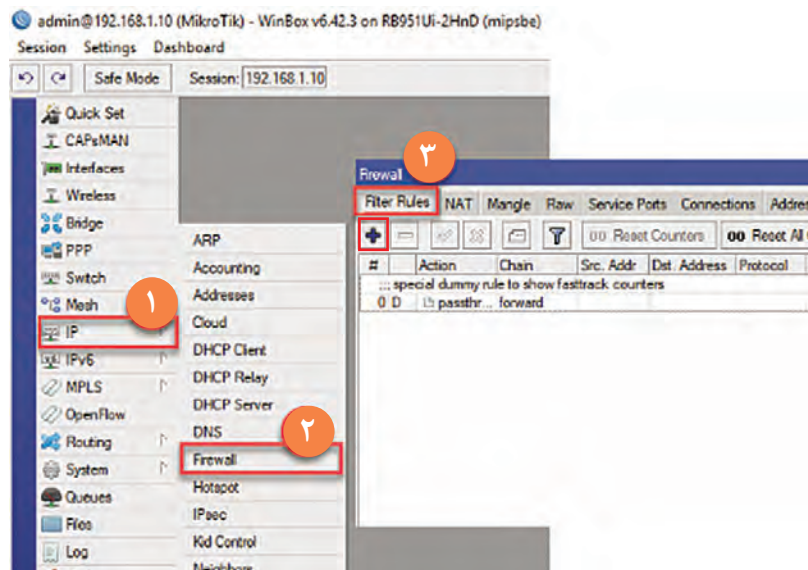 admin@192.168.1.10 (MikroTik) - WinBox v6.42.3 on RB951Ui-2HnD (mipsbe)
Session Settings Dashboard
Safe Mode Session: 192.168.1.10
Quick Set
CAPsMAN
Interfaces
Wireless
Bridge
PPP
Switch
Mesh
۱
IP
IPv6
MPLS
OpenFlow
Routing
System
Queues
Files
Log
ARP
Accounting
Addresses
Cloud
DHCP Client
DHCP Relay
DHCP Server
DNS
۲
Firewall
Hotspot
IPsec
Kid Control
Neighbors
۳
Firewall
Filter Rules NAT Mangle Raw Service Ports Connections Addres
00 Reset Counters 00 Reset All
# Action Chain Src. Addr Dst. Address Protocol
::: special dummy rule to show fasttrack counters
0 D passthr... forward